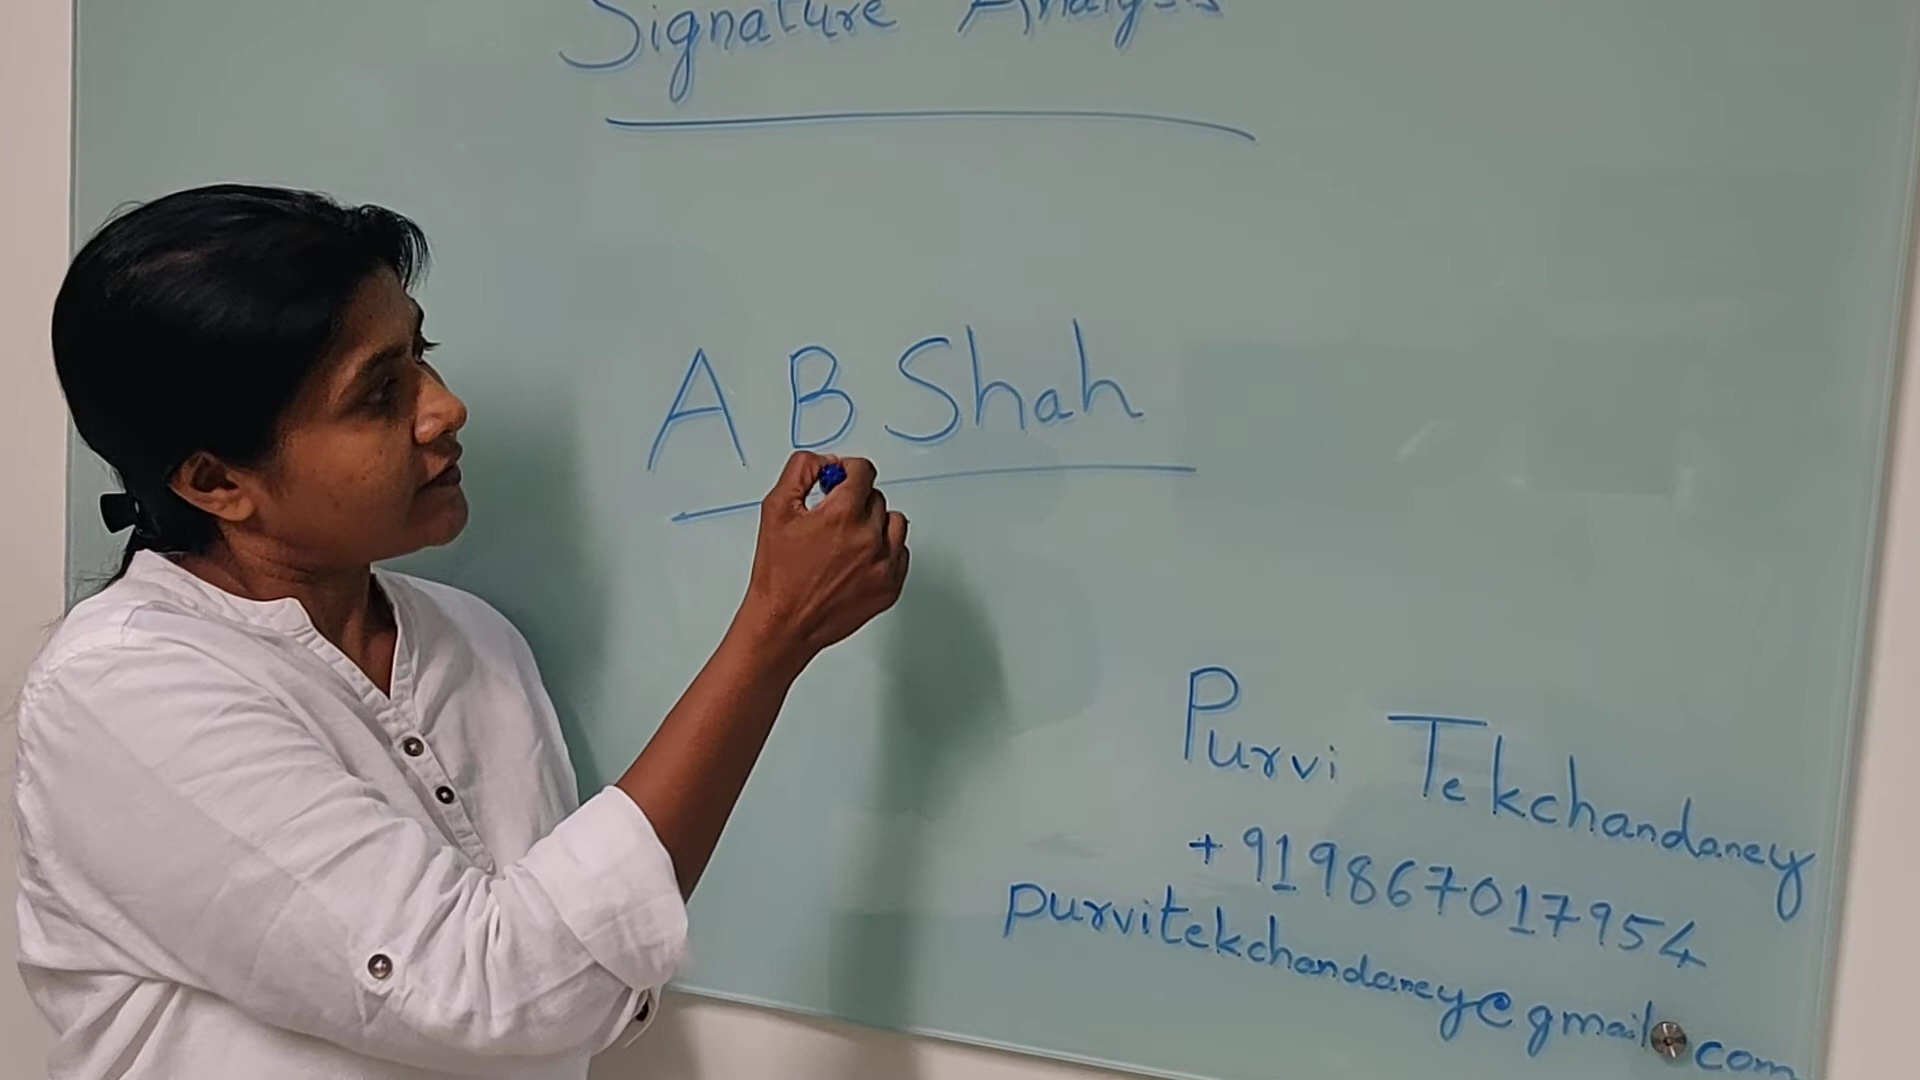 Signature Analysis
A B Shah
Purvi Tekchandaney
+919867017954
purvitekchandaney@gmail.com